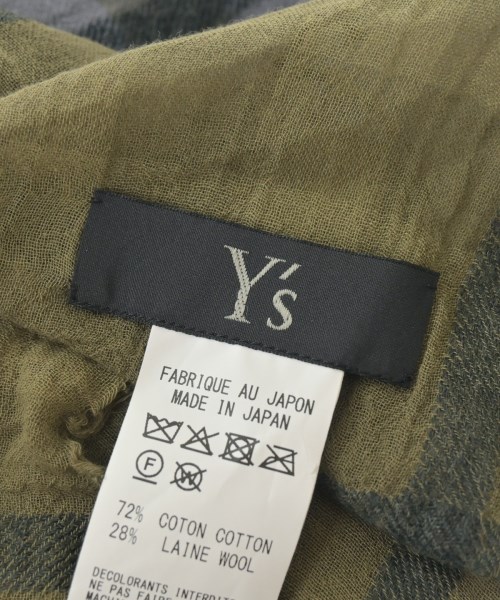 Y's
FABRIQUE AU JAPON
MADE IN JAPAN
F
72% COTON COTTON
28% LAINE WOOL
DECOLORANTS INTERDIT
NE PAS FAIRE